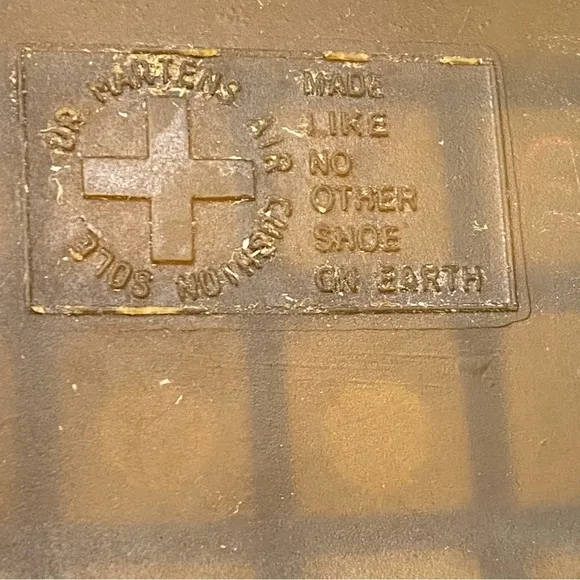 DR. MARTENS AIR CUSHION SOLE
MADE
LIKE
NO
OTHER
SHOE
ON EARTH